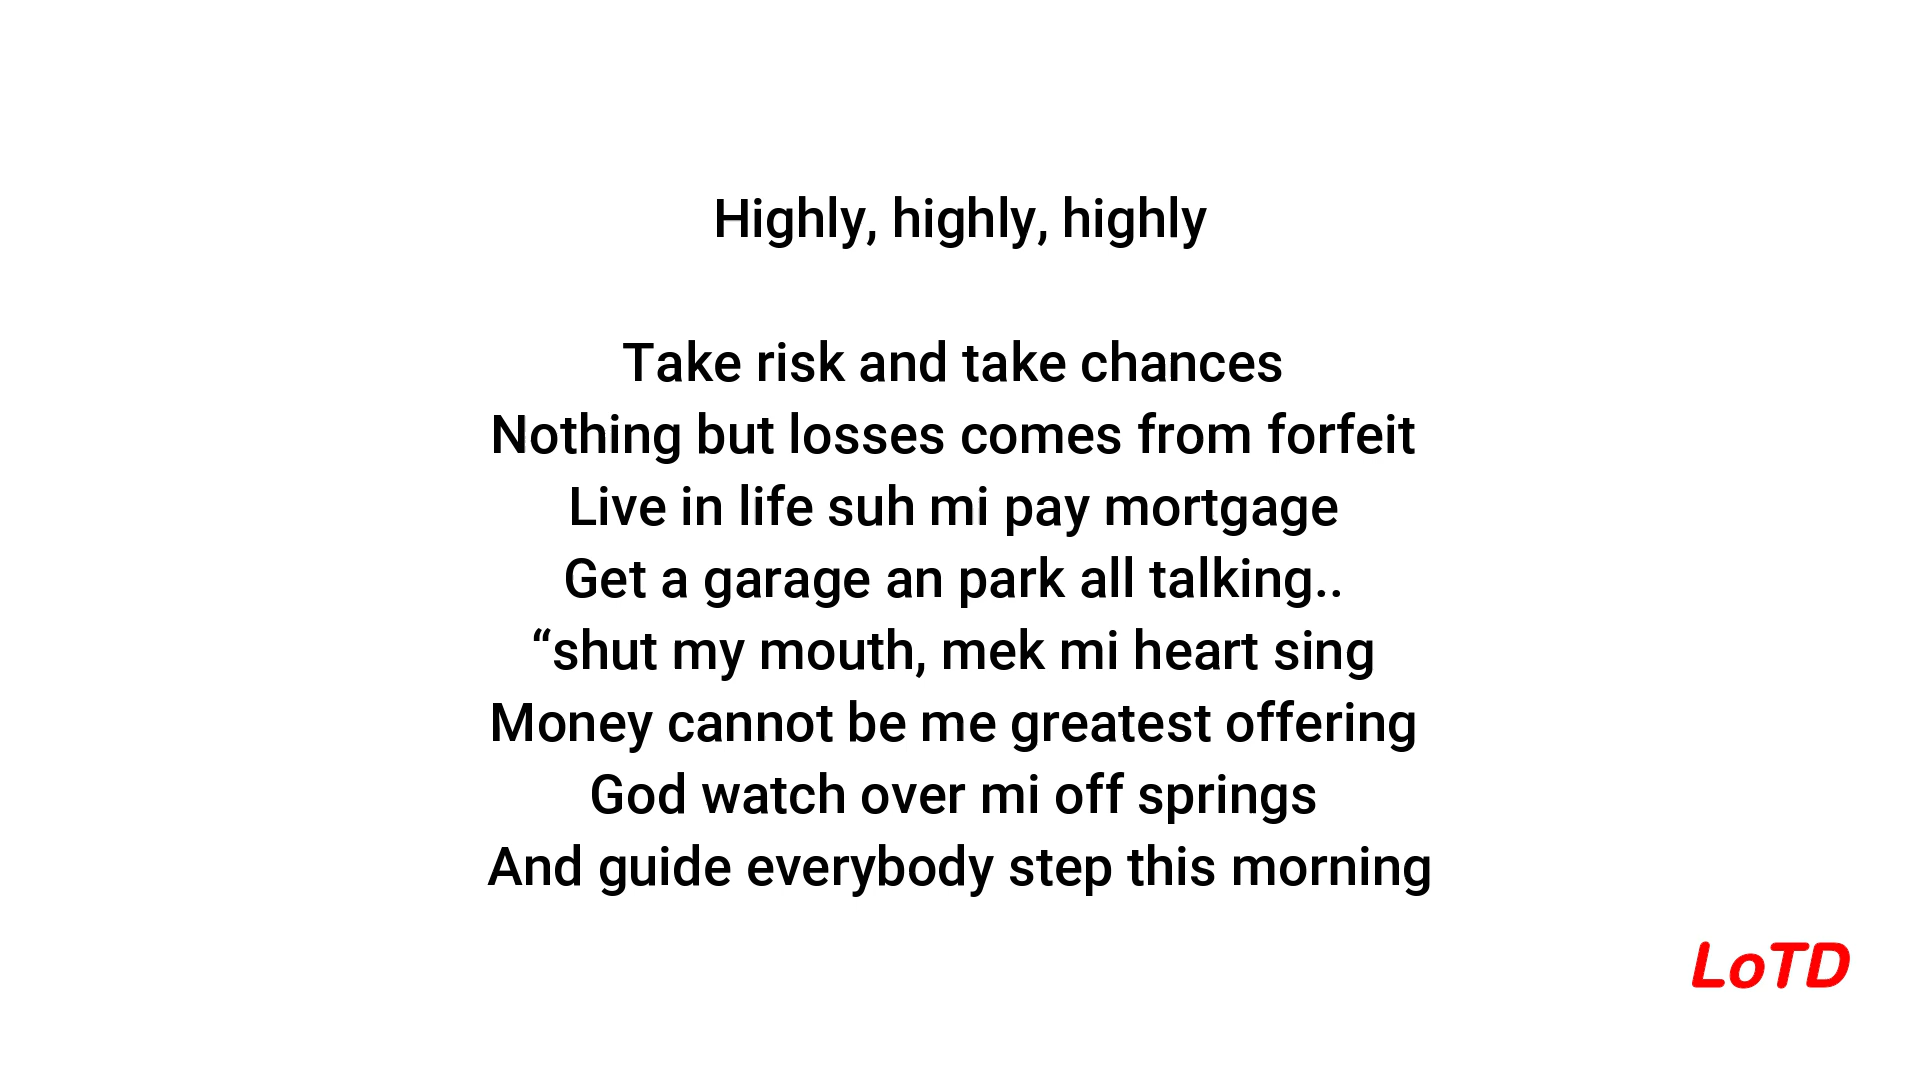 Highly, highly, highly
Take risk and take chances
Nothing but losses comes from forfeit
Live in life suh mi pay mortgage
Get a garage an park all talking..
“shut my mouth, mek mi heart sing
Money cannot be me greatest offering
God watch over mi off springs
And guide everybody step this morning
LoTD